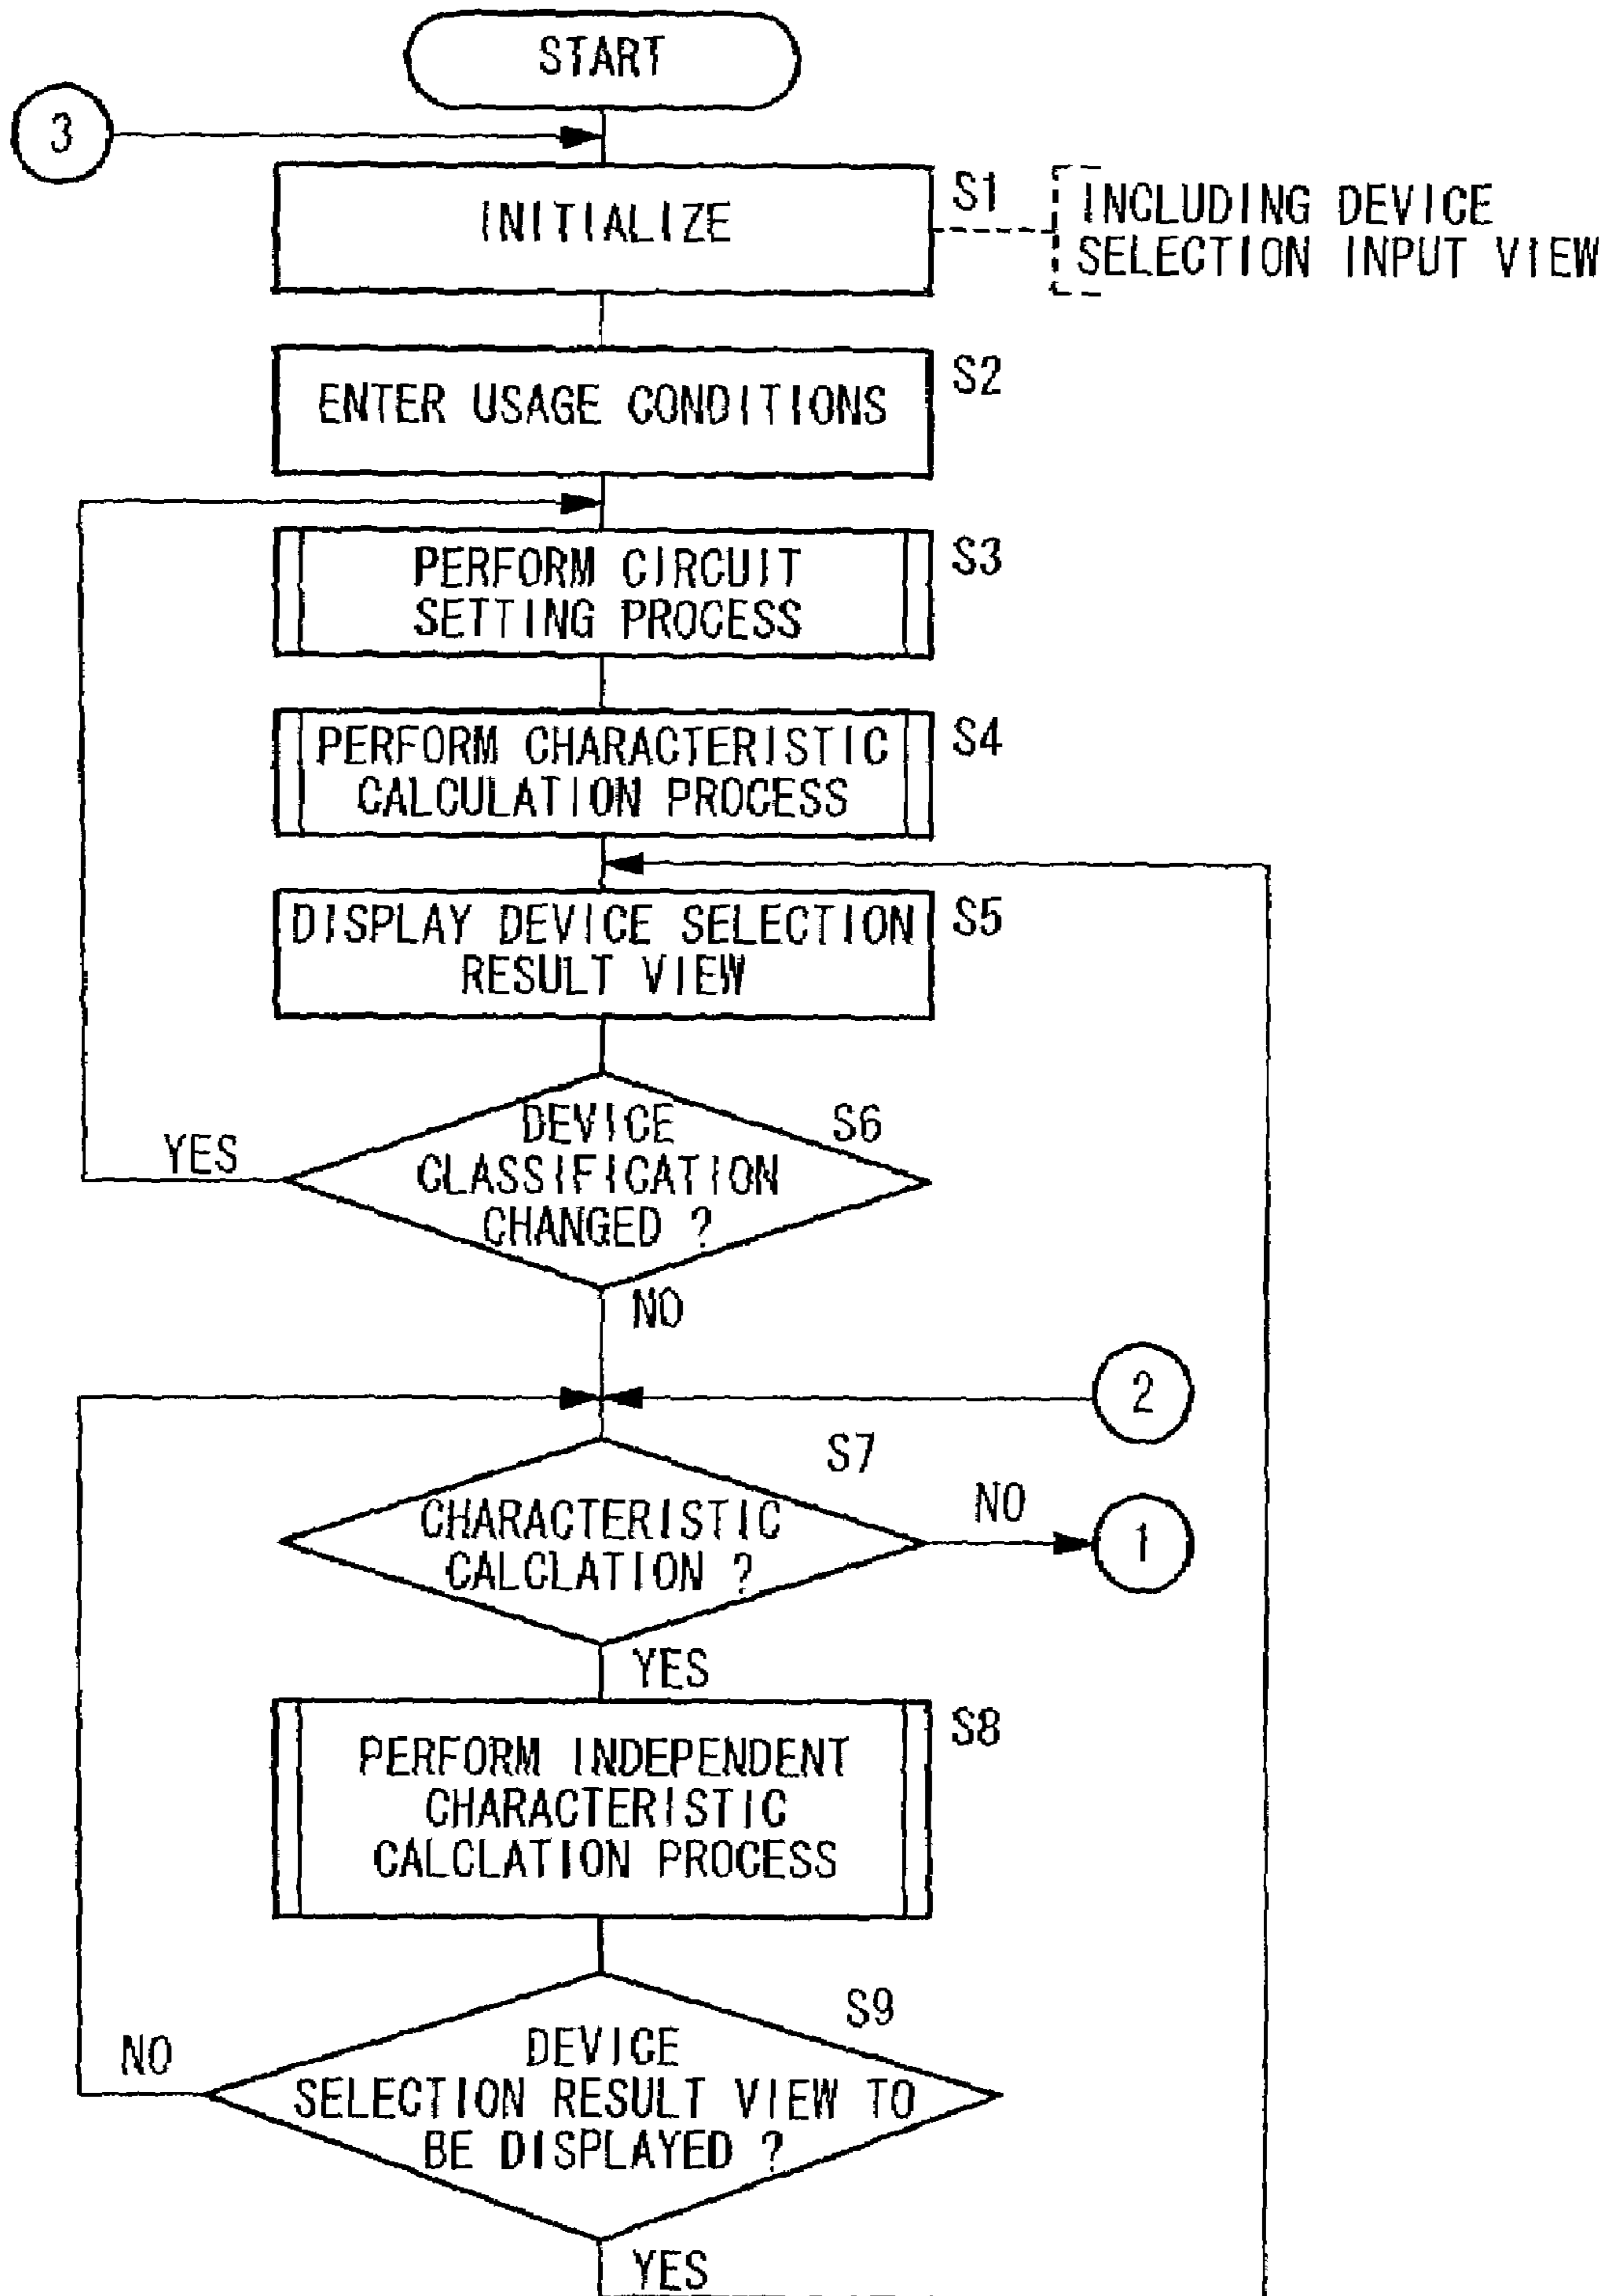 START
3
INITIALIZE
S1
INCLUDING DEVICE
SELECTION INPUT VIEW
ENTER USAGE CONDITIONS
S2
PERFORM CIRCUIT
SETTING PROCESS
S3
PERFORM CHARACTERISTIC
CALCULATION PROCESS
S4
DISPLAY DEVICE SELECTION
RESULT VIEW
S5
DEVICE
CLASSIFICATION
CHANGED ?
S6
YES
NO
2
S7
CHARACTERISTIC
CALCLATION ?
NO
1
YES
PERFORM INDEPENDENT
CHARACTERISTIC
CALCLATION PROCESS
S8
S9
DEVICE
SELECTION RESULT VIEW TO
BE DISPLAYED ?
NO
YES